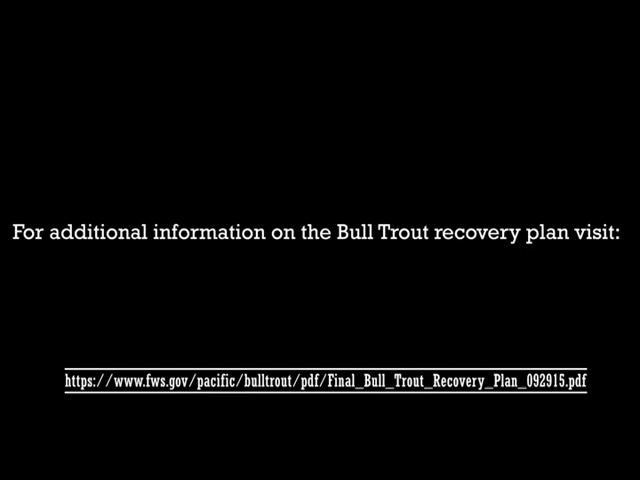 For additional information on the Bull Trout recovery plan visit:
https://www.fws.gov/pacific/bulltrout/pdf/Final_Bull_Trout_Recovery_Plan_092915.pdf